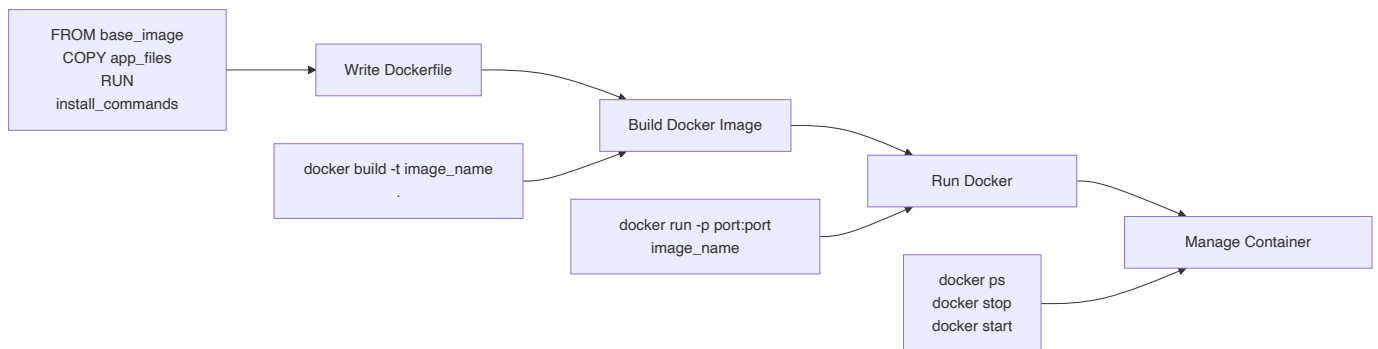 FROM base_image
COPY app_files
RUN
install_commands
Write Dockerfile
Build Docker Image
docker build -t image_name
.
Run Docker
docker run -p port:port
image_name
Manage Container
docker ps
docker stop
docker start